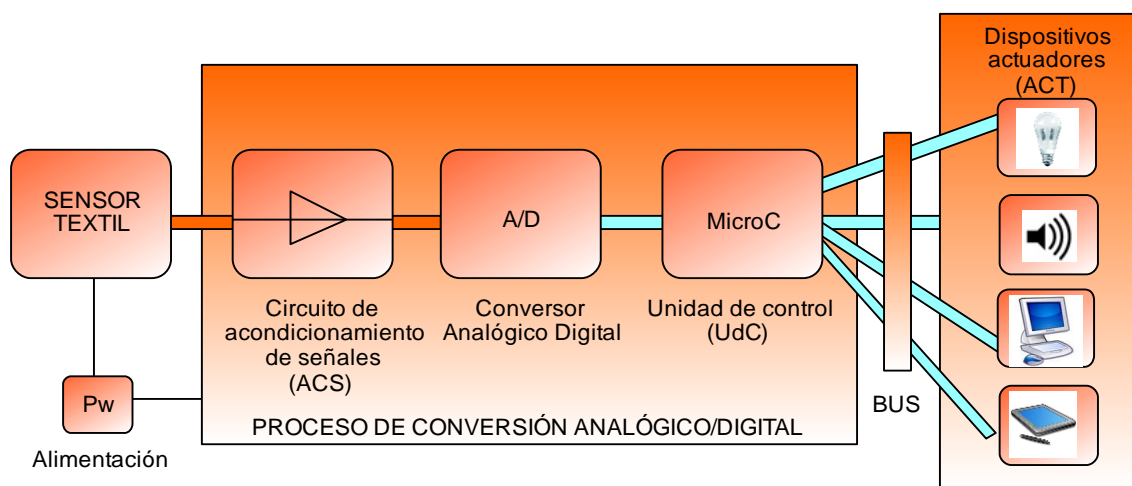 SENSOR
TEXTIL
Pw
Alimentación
Circuito de
acondicionamiento
de señales
(ACS)
A/D
Conversor
Analógico Digital
MicroC
Unidad de control
(UdC)
PROCESO DE CONVERSIÓN ANALÓGICO/DIGITAL
BUS
Dispositivos
actuadores
(ACT)